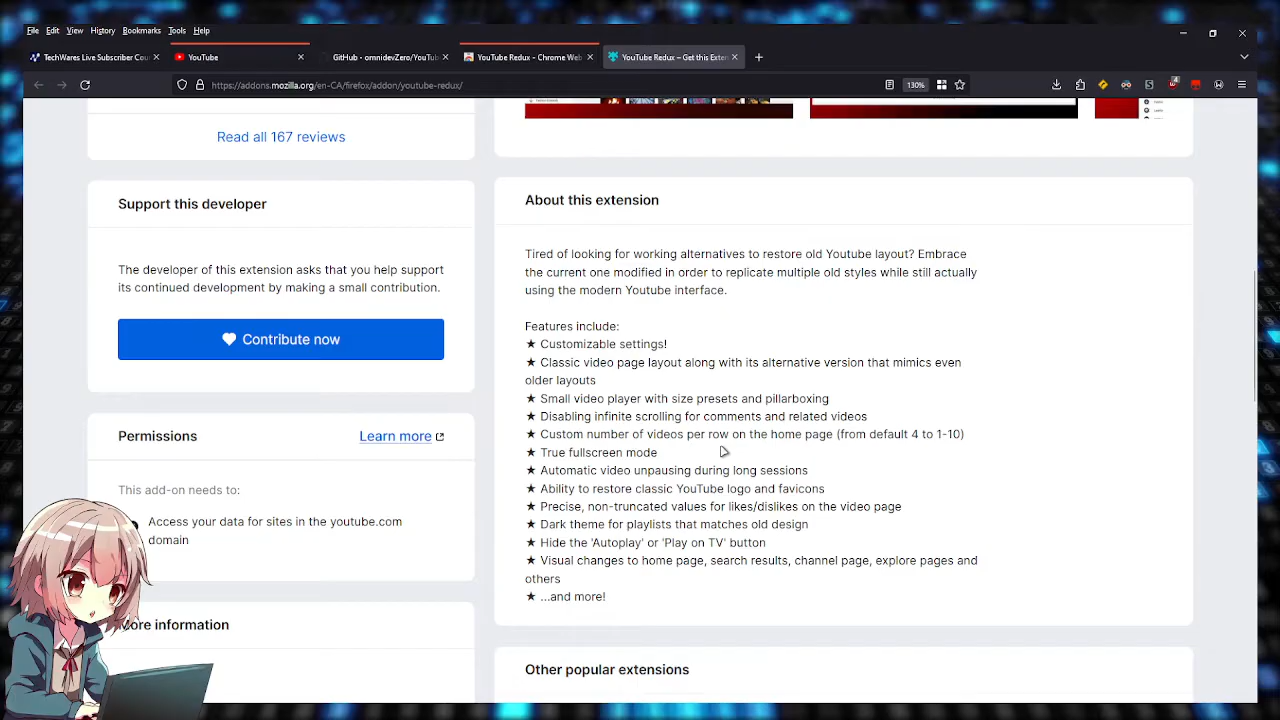 File Edit View History Bookmarks Tools Help
TechWares Live Subscriber Cou
YouTube
GitHub - omnidevZero/YouTub
YouTube Redux - Chrome Web
YouTube Redux – Get this Exten
https://addons.mozilla.org/en-CA/firefox/addon/youtube-redux/
130%
4
Read all 167 reviews
Support this developer
The developer of this extension asks that you help support
its continued development by making a small contribution.
Contribute now
Permissions
Learn more
This add-on needs to:
Access your data for sites in the youtube.com
domain
More information
About this extension
Tired of looking for working alternatives to restore old Youtube layout? Embrace
the current one modified in order to replicate multiple old styles while still actually
using the modern Youtube interface.
Features include:
★ Customizable settings!
★ Classic video page layout along with its alternative version that mimics even
older layouts
★ Small video player with size presets and pillarboxing
★ Disabling infinite scrolling for comments and related videos
★ Custom number of videos per row on the home page (from default 4 to 1-10)
★ True fullscreen mode
★ Automatic video unpausing during long sessions
★ Ability to restore classic YouTube logo and favicons
★ Precise, non-truncated values for likes/dislikes on the video page
★ Dark theme for playlists that matches old design
★ Hide the 'Autoplay' or 'Play on TV' button
★ Visual changes to home page, search results, channel page, explore pages and
others
★ ...and more!
Other popular extensions